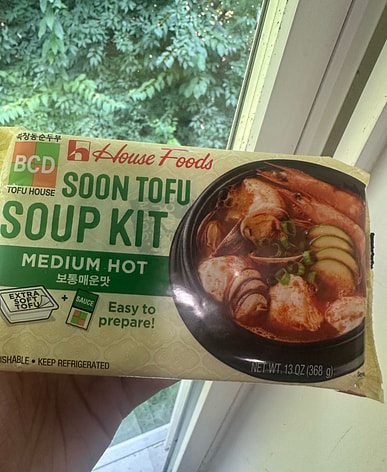 북창동순두부
BCD
TOFU HOUSE
House Foods
SOON TOFU
SOUP KIT
MEDIUM HOT
보통매운맛
EXTRA
SOFT
TOFU
+
SAUCE
Easy to
prepare!
ISHABLE • KEEP REFRIGERATED
NET WT. 13 OZ (368 g)